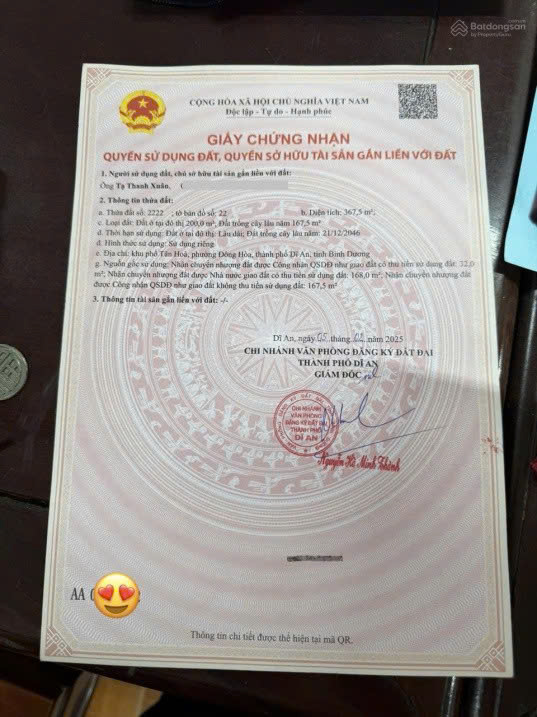 Batdongsan
by PropertyGuru
CỘNG HÒA XÃ HỘI CHỦ NGHĨA VIỆT NAM
Độc lập - Tự do - Hạnh phúc
GIẤY CHỨNG NHẬN
QUYỀN SỬ DỤNG ĐẤT, QUYỀN SỞ HỮU TÀI SẢN GẮN LIỀN VỚI ĐẤT
1. Người sử dụng đất, chủ sở hữu tài sản gắn liền với đất:
Ông Tạ Thanh Xuân,
2. Thông tin thửa đất:
a. Thửa đất số: 2222 ; tờ bản đồ số: 22 b. Diện tích: 367,5 m²;
c. Loại đất: Đất ở tại đô thị 200,0 m²; Đất trồng cây lâu năm 167,5 m²
d. Thời hạn sử dụng: Đất ở tại đô thị: Lâu dài; Đất trồng cây lâu năm: 21/12/2046
đ. Hình thức sử dụng: Sử dụng riêng
e. Địa chỉ: khu phố Tân Hoà, phường Đông Hòa, thành phố Dĩ An, tỉnh Bình Dương
g. Nguồn gốc sử dụng: Nhận chuyển nhượng đất được Công nhận QSDĐ như giao đất có thu tiền sử dụng đất: 32,0
m²; Nhận chuyển nhượng đất được Nhà nước giao đất có thu tiền sử dụng đất: 168,0 m²; Nhận chuyển nhượng đất
được Công nhận QSDĐ như giao đất không thu tiền sử dụng đất: 167,5 m²
3. Thông tin tài sản gắn liền với đất: -/-
Dĩ An, ngày 05 tháng 02 năm 2025
CHI NHÁNH VĂN PHÒNG ĐĂNG KÝ ĐẤT ĐAI
THÀNH PHỐ DĨ AN
GIÁM ĐỐC
CHI NHÁNH
VĂN PHÒNG
ĐĂNG KÝ ĐẤT ĐAI
THÀNH PHỐ
DĨ AN
Nguyễn Hà Minh Thành
AA
Thông tin chi tiết được thể hiện tại mã QR.